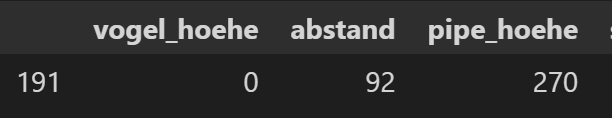 vogel_hoehe abstand pipe_hoehe
191 0 92 270